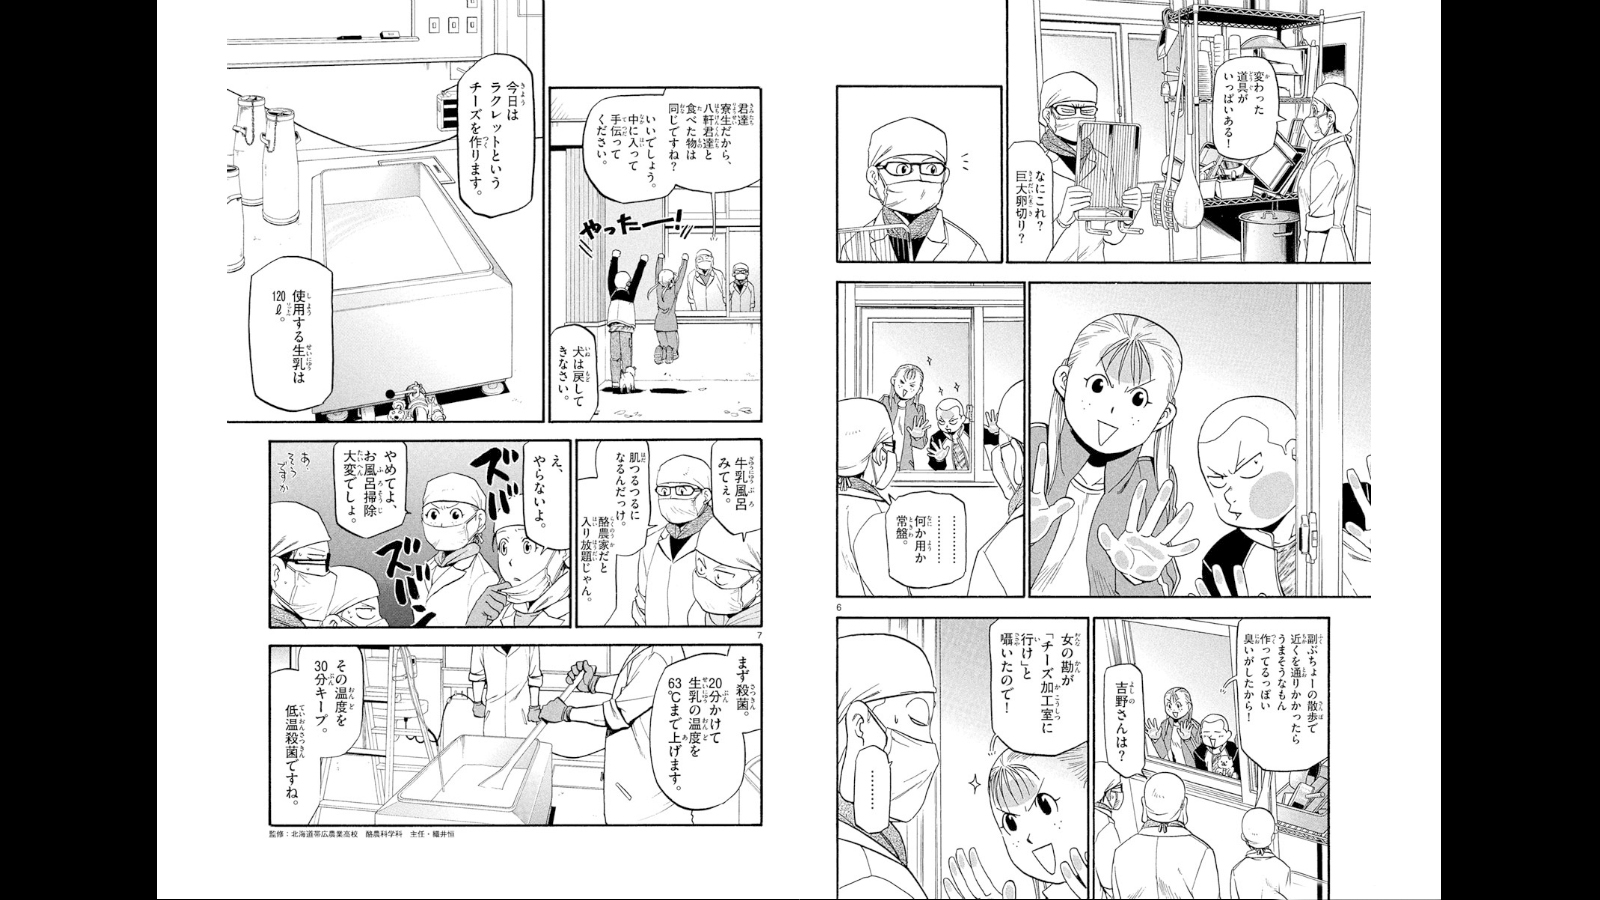 変わった
道具が
いっぱいある!
なにこれ?
巨大卵切り?
…………
何か用か
常盤。
副ぶちょーの散歩で
近くを通りかかったら
うまそうなもん
作ってるっぽい
臭いがしたから!
吉野さんは?
女の勘が
「チーズ加工室に
行け」と
囁いたので!
………
6
君達
寮生だから、
八軒君達と
食べた物は
同じですね?
いいでしょう。
中に入って
手伝って
ください。
やったーー!!
犬は戻して
きなさい。
今日は
ラクレットという
チーズを作ります。
使用する生乳は
120ℓ。
牛乳風呂
みてぇ。
肌つるつるに
なるんだっけ。
酪農家だと
入り放題じゃん。
え、
やらないよ。
ズバ
やめてよ、
お風呂掃除
大変でしょ。
ズバン
あ、
そう
ですか
7
まず殺菌。
20分かけて
生乳の温度を
63℃まで上げます。
その温度を
30分キープ。
低温殺菌ですね。
監修:北海道帯広農業高校 酪農科学科 主任・織井恒